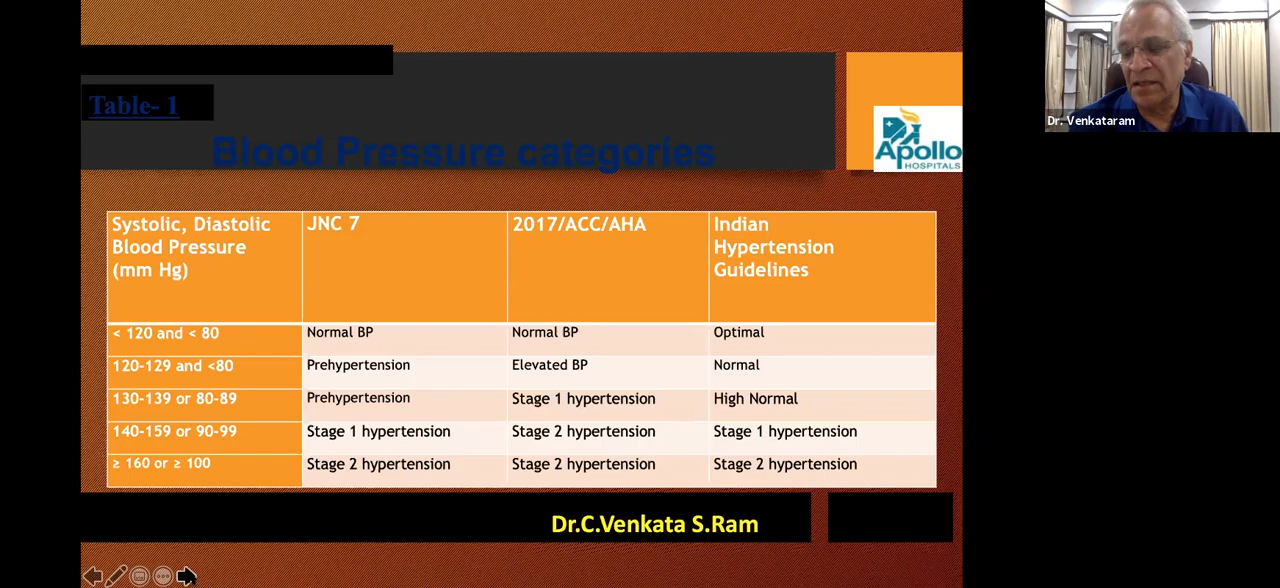 Table- 1
Blood Pressure categories
Apollo
HOSPITALS
Dr. Venkataram
Systolic, Diastolic
Blood Pressure
(mm Hg)
JNC 7
2017/ACC/AHA
Indian
Hypertension
Guidelines
< 120 and < 80
Normal BP
Normal BP
Optimal
120-129 and <80
Prehypertension
Elevated BP
Normal
130-139 or 80-89
Prehypertension
Stage 1 hypertension
High Normal
140-159 or 90-99
Stage 1 hypertension
Stage 2 hypertension
Stage 1 hypertension
≥ 160 or ≥ 100
Stage 2 hypertension
Stage 2 hypertension
Stage 2 hypertension
Dr.C.Venkata S.Ram